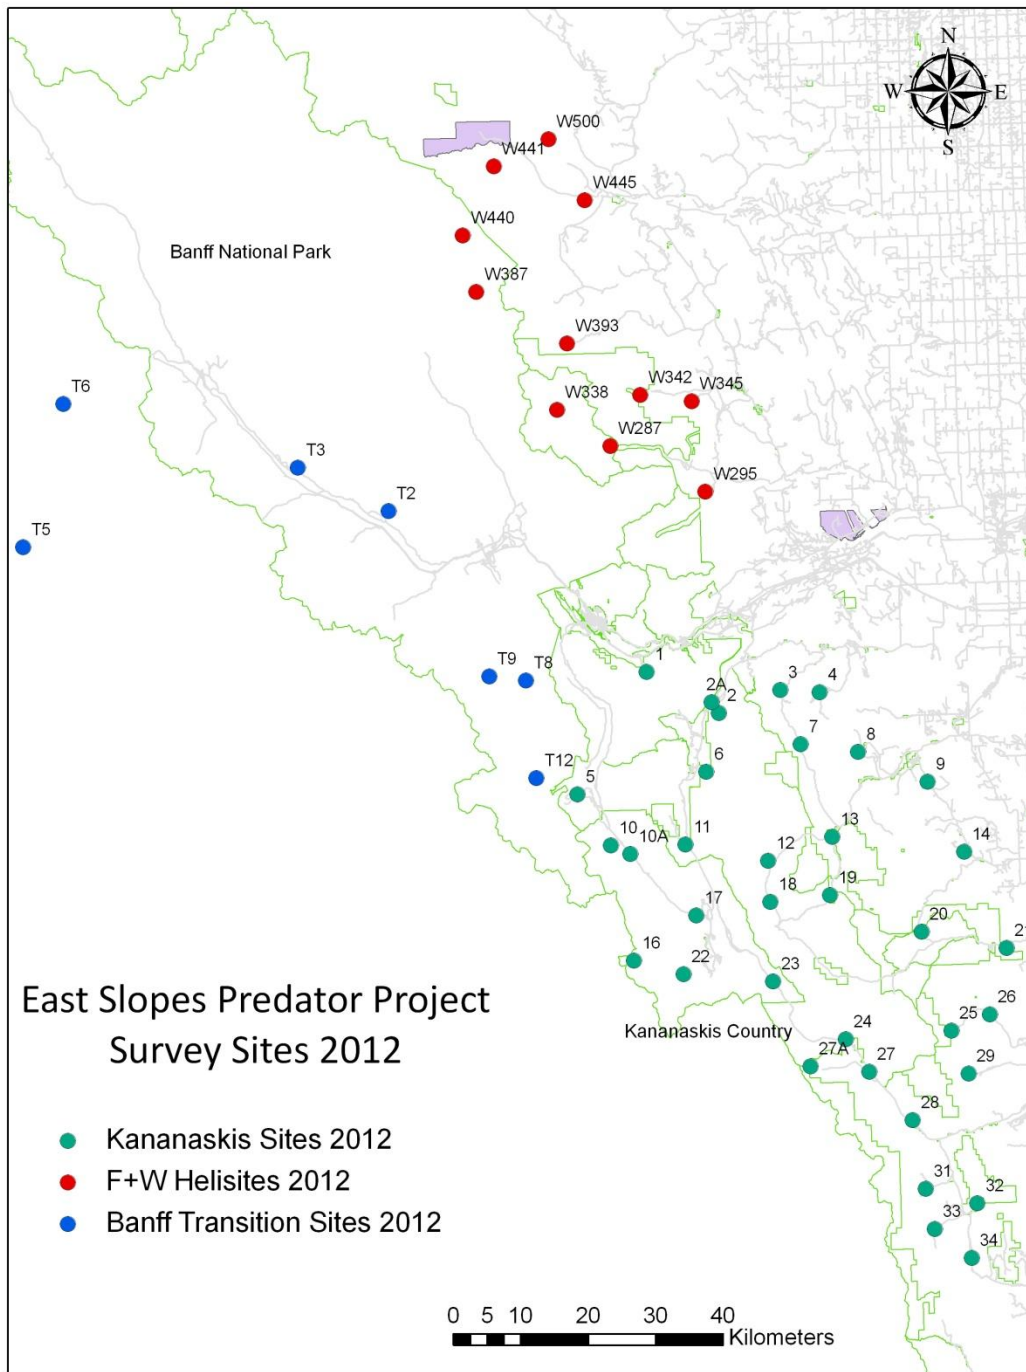 N
W E
S
W500
W441
W445
W440
Banff National Park
W387
W393
T6
W342
W345
W338
W287
T3
W295
T2
T5
1
T9
T8
3
4
2A
2
7
8
6
9
T12
5
13
10
10A
11
12
14
19
18
17
20
21
16
22
23
East Slopes Predator Project
Survey Sites 2012
26
25
Kananaskis Country
24
27A
27
29
28
Kananaskis Sites 2012
F+W Helisites 2012
Banff Transition Sites 2012
31
32
33
34
0 5 10 20 30 40
Kilometers